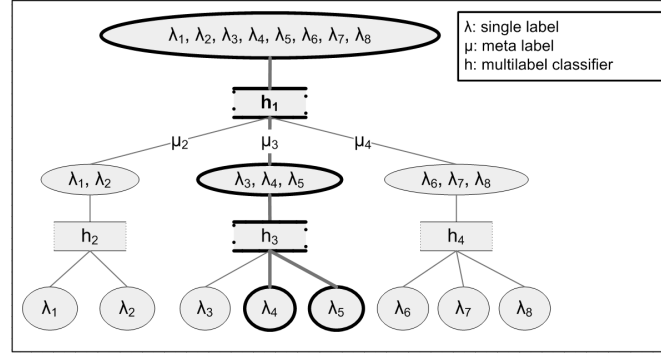 λ1, λ2, λ3, λ4, λ5, λ6, λ7, λ8
λ: single label
μ: meta label
h: multilabel classifier
h1
μ2 μ3 μ4
λ1, λ2 λ3, λ4, λ5 λ6, λ7, λ8
h2 h3 h4
λ1 λ2 λ3 λ4 λ5 λ6 λ7 λ8